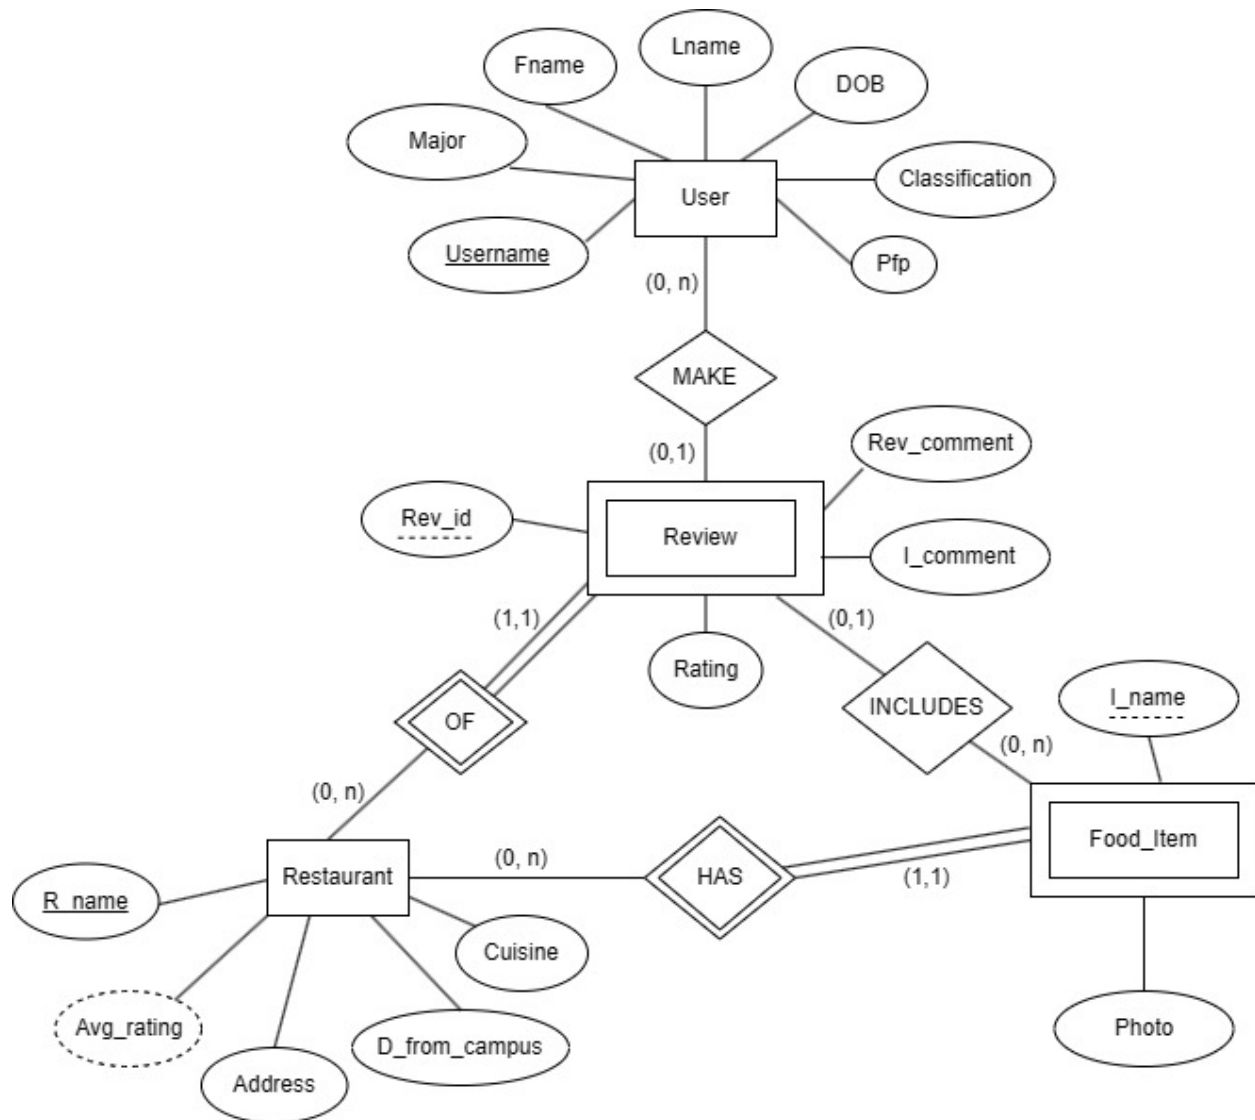 Lname
Fname
DOB
Major
Classification
User
Username
Pfp
(0, n)
MAKE
Rev_comment
(0,1)
Rev_id
Review
I_comment
(1,1)
(0,1)
Rating
I_name
OF
INCLUDES
(0, n)
(0, n)
Food_Item
(0, n)
Restaurant
HAS
(1,1)
R_name
Cuisine
Avg_rating
D_from_campus
Photo
Address